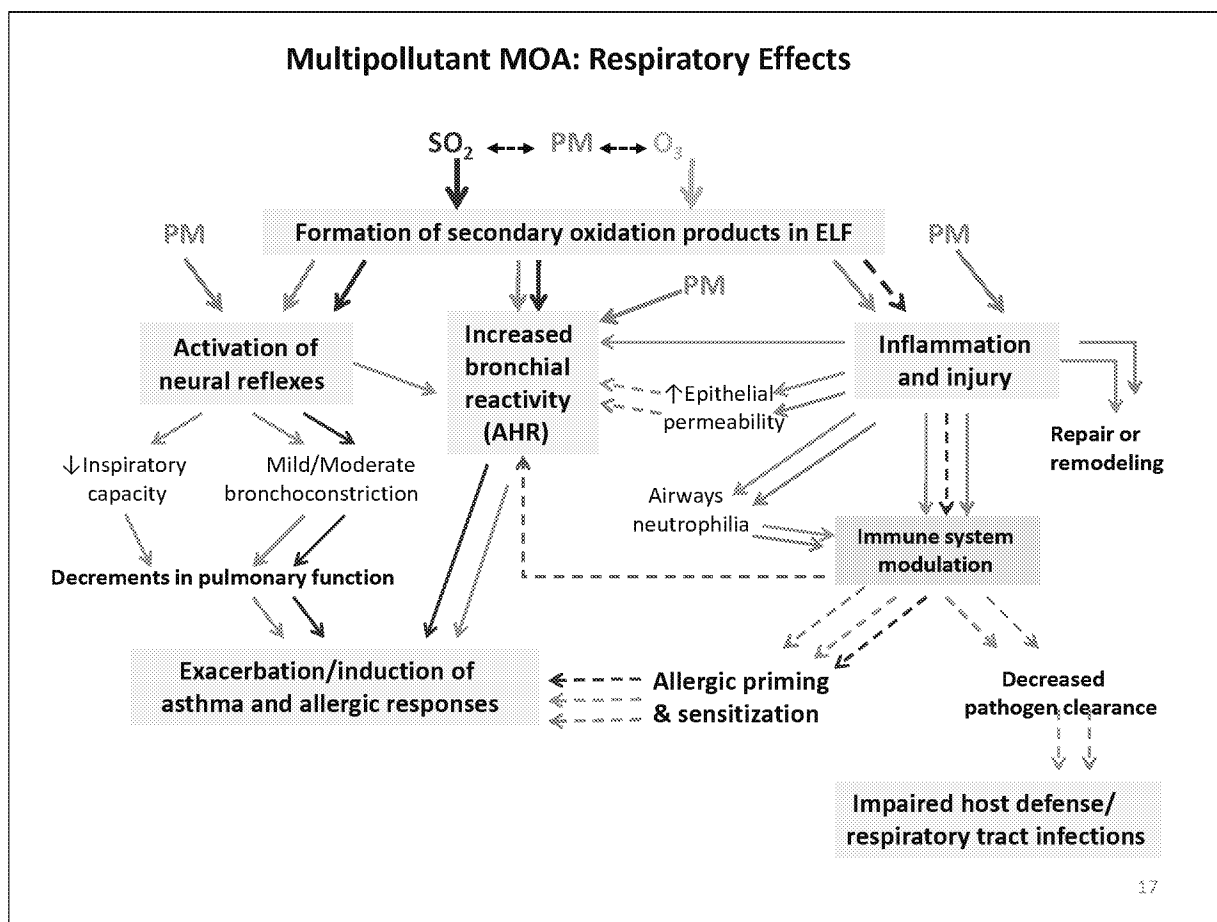 Multipollutant MOA: Respiratory Effects
SO2 PM O3
PM
Formation of secondary oxidation products in ELF
PM
PM
Activation of
neural reflexes
Increased
bronchial
reactivity
(AHR)
Inflammation
and injury
↑Epithelial
permeability
Repair or
remodeling
↓Inspiratory
capacity
Mild/Moderate
bronchoconstriction
Airways
neutrophilia
Immune system
modulation
Decrements in pulmonary function
Exacerbation/induction of
asthma and allergic responses
Allergic priming
& sensitization
Decreased
pathogen clearance
Impaired host defense/
respiratory tract infections
17